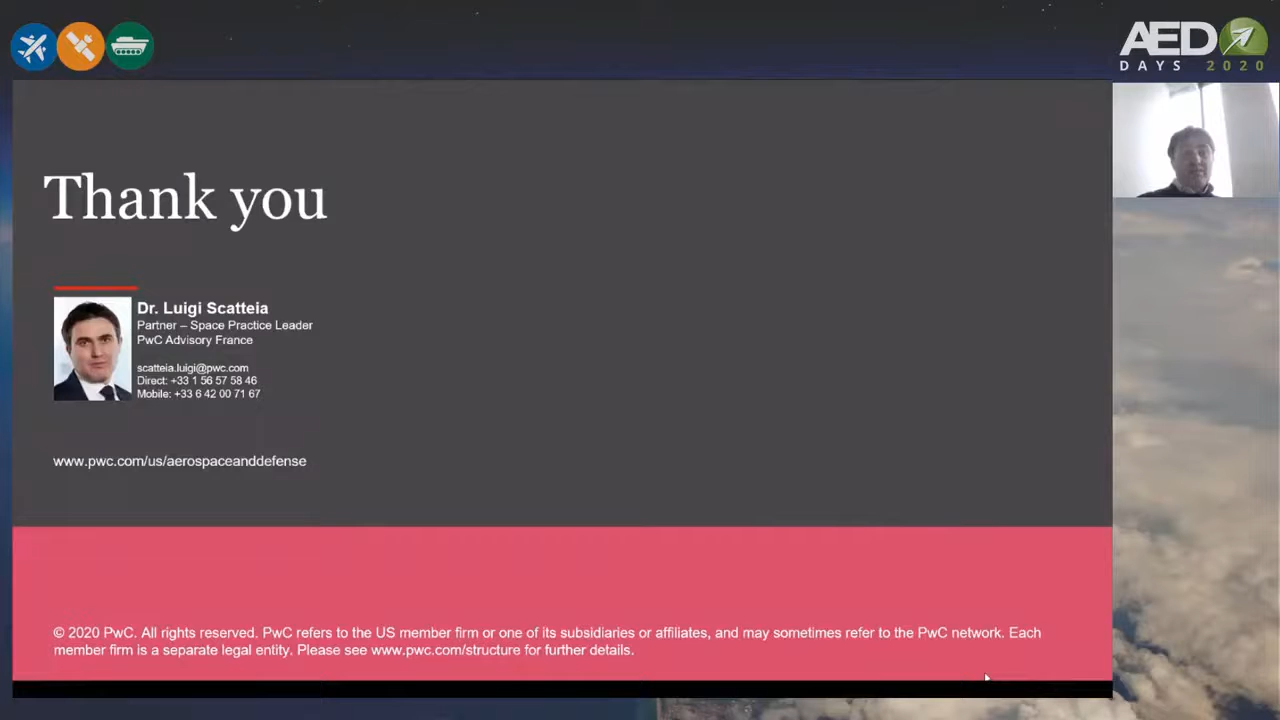 AED
DAYS 2020
Thank you
Dr. Luigi Scatteia
Partner – Space Practice Leader
PwC Advisory France
scatteia.luigi@pwc.com
Direct: +33 1 56 57 58 46
Mobile: +33 6 42 00 71 67
www.pwc.com/us/aerospaceanddefense
© 2020 PwC. All rights reserved. PwC refers to the US member firm or one of its subsidiaries or affiliates, and may sometimes refer to the PwC network. Each
member firm is a separate legal entity. Please see www.pwc.com/structure for further details.